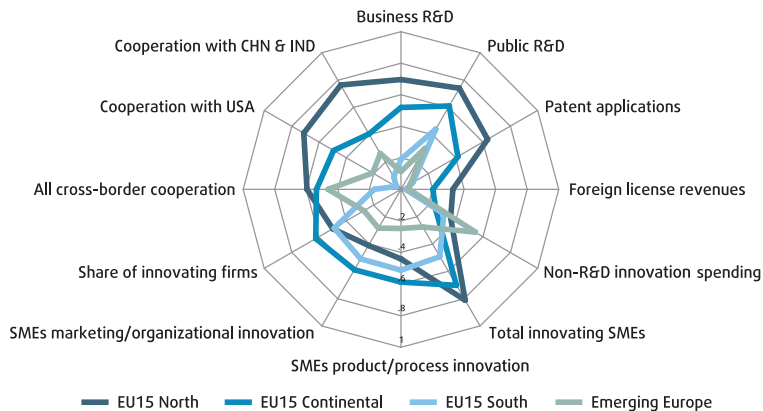 Business R&D
Cooperation with CHN & IND
Public R&D
Cooperation with USA
Patent applications
All cross-border cooperation
Foreign license revenues
.2
.4
.6
.8
1
Share of innovating firms
Non-R&D innovation spending
SMEs marketing/organizational innovation
Total innovating SMEs
SMEs product/process innovation
EU15 North
EU15 Continental
EU15 South
Emerging Europe